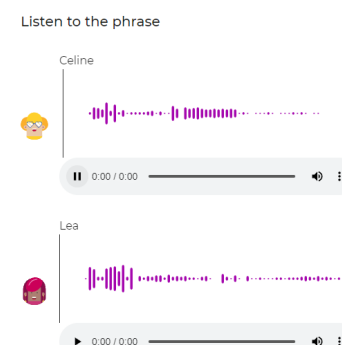 Listen to the phrase
Celine
0:00 / 0:00
Lea
0:00 / 0:00